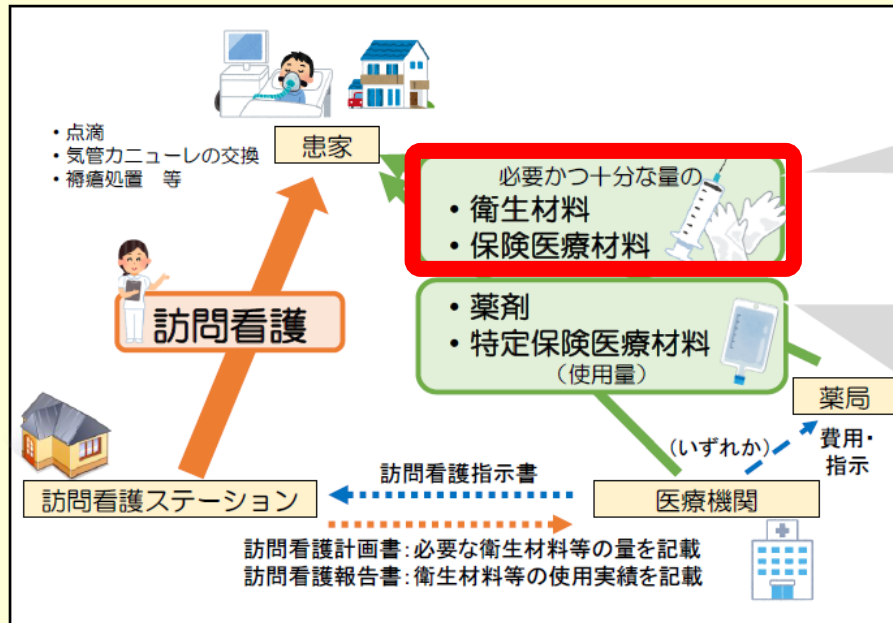 ・点滴
・気管カニューレの交換
・褥瘡処置 等
患家
必要かつ十分な量の
・衛生材料
・保険医療材料
訪問看護
・薬剤
・特定保険医療材料
（使用量）
薬局
（いずれか）
費用・
指示
訪問看護指示書
訪問看護ステーション
医療機関
訪問看護計画書：必要な衛生材料等の量を記載
訪問看護報告書：衛生材料等の使用実績を記載